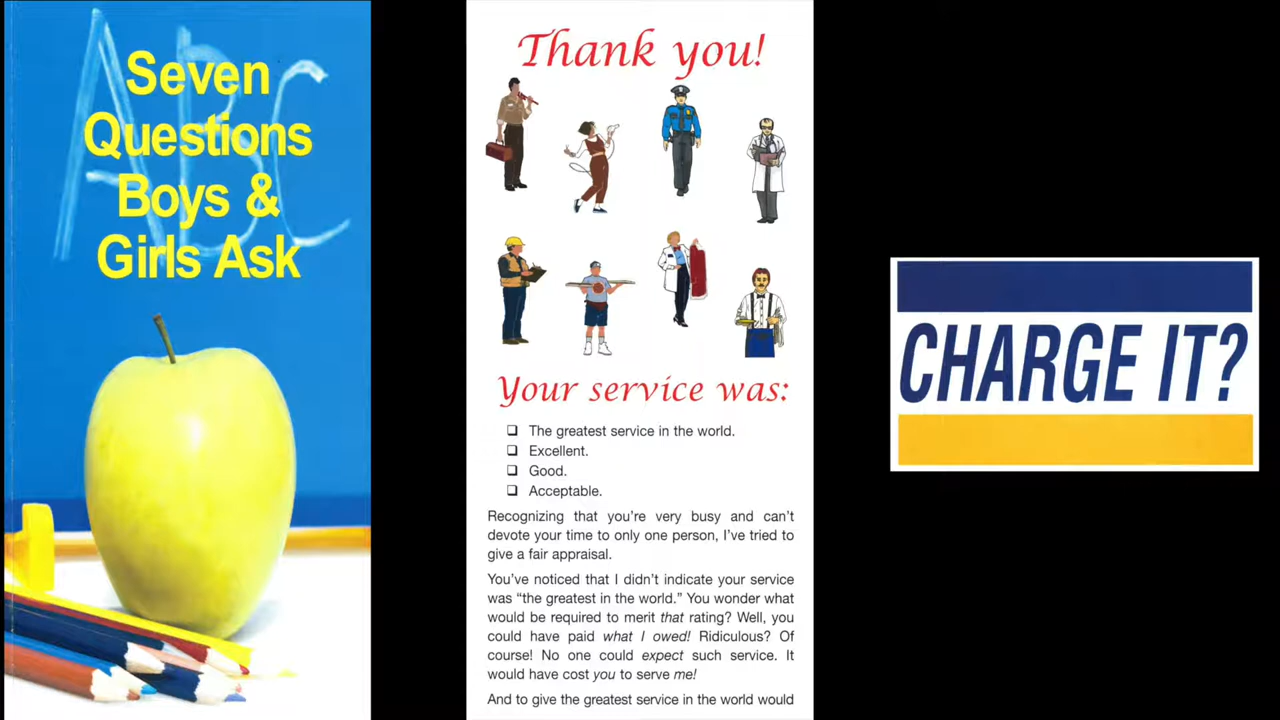 ABC
Seven
Questions
Boys &
Girls Ask
Thank you!
Your service was:
❑ The greatest service in the world.
❑ Excellent.
❑ Good.
❑ Acceptable.
Recognizing that you're very busy and can't
devote your time to only one person, I've tried to
give a fair appraisal.
You've noticed that I didn't indicate your service
was “the greatest in the world.” You wonder what
would be required to merit that rating? Well, you
could have paid what I owed! Ridiculous? Of
course! No one could expect such service. It
would have cost you to serve me!
And to give the greatest service in the world would
CHARGE IT?